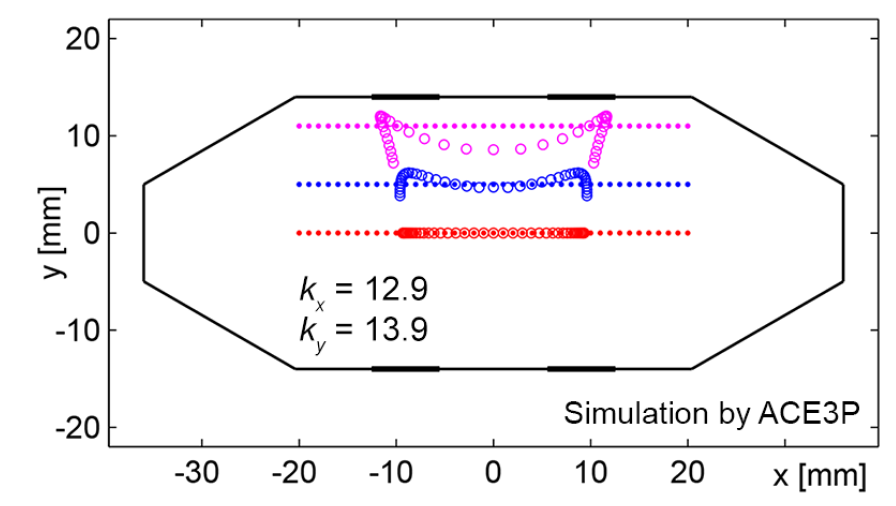 20
10
0
-10
-20
y [mm]
kx = 12.9
ky = 13.9
Simulation by ACE3P
-30 -20 -10 0 10 20 x [mm]